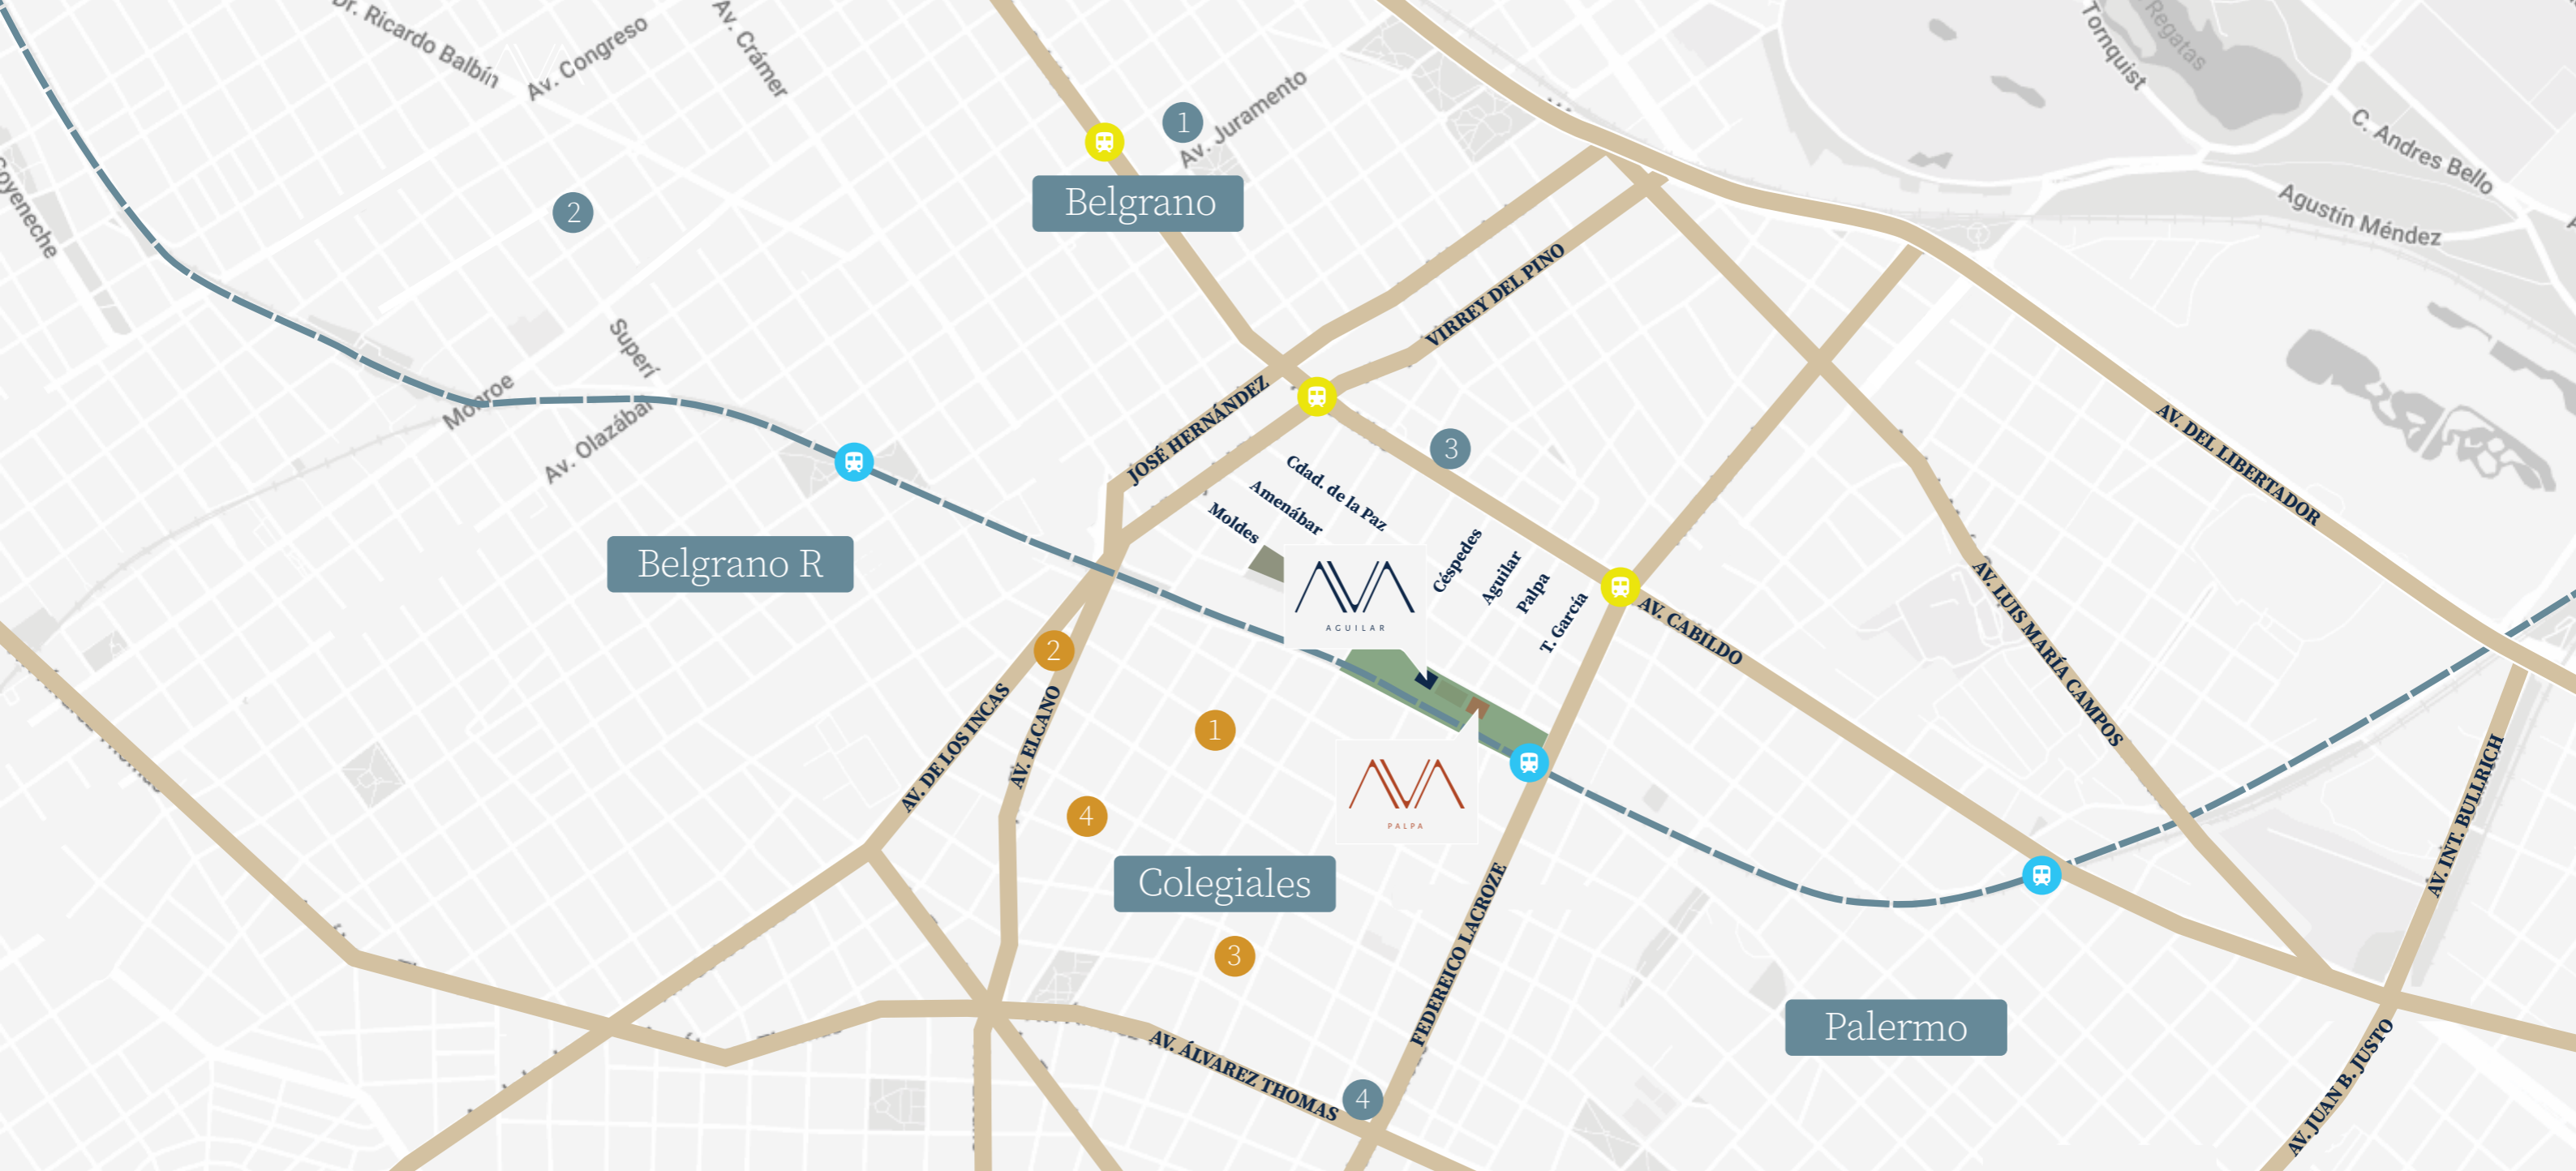 Dr. Ricardo Balbín
Av. Congreso
Av. Crámer
Av. Juramento
1
2
Belgrano
Tornquist
Regatas
C. Andres Bello
Agustín Méndez
VIRREY DEL PINO
JOSÉ HERNÁNDEZ
Superí
Monroe
Av. Olazábal
3
Cdad. de la Paz
Amenábar
Moldes
Céspedes
Aguilar
Palpa
T. García
AV. DEL LIBERTADOR
Belgrano R
AVA
AGUILAR
AV. CABILDO
AV. LUIS MARÍA CAMPOS
2
AV. DE LOS INCAS
AV. ELCANO
1
4
AVA
PALPA
Colegiales
3
FEDEREICO LACROZE
AV. INT. BULLRICH
Palermo
AV. ÁLVAREZ THOMAS
4
AV. JUAN B. JUSTO